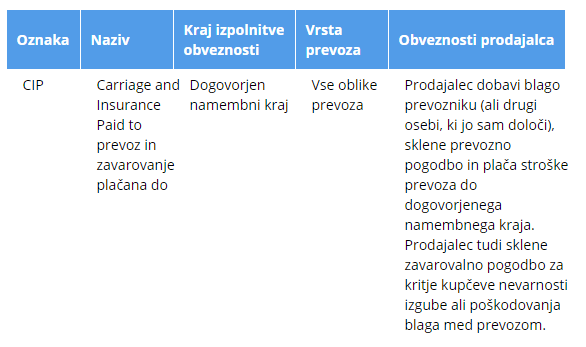 Oznaka
Naziv
Kraj izpolnitve
obveznosti
Vrsta
prevoza
Obveznosti prodajalca
CIP
Carriage and
Insurance
Paid to
prevoz in
zavarovanje
plačana do
Dogovorjen
namembni kraj
Vse oblike
prevoza
Prodajalec dobavi blago
prevozniku (ali drugi
osebi, ki jo sam določi),
sklene prevozno
pogodbo in plača stroške
prevoza do
dogovorjenega
namembnega kraja.
Prodajalec tudi sklene
zavarovalno pogodbo za
kritje kupčeve nevarnosti
izgube ali poškodovanja
blaga med prevozom.